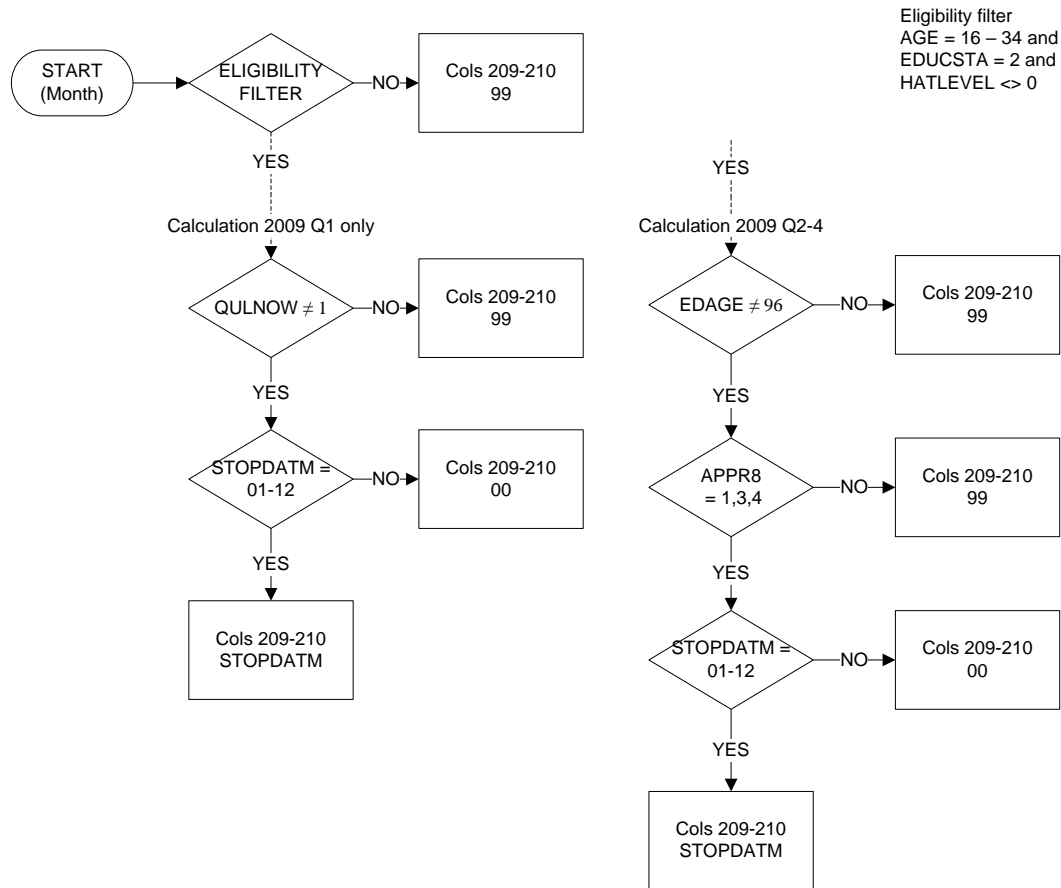 Eligibility filter
AGE = 16 – 34 and
EDUCSTA = 2 and
HATLEVEL <> 0
START
(Month)
ELIGIBILITY
FILTER
NO
Cols 209-210
99
YES
Calculation 2009 Q1 only
QULNOW ≠ 1
NO
Cols 209-210
99
YES
STOPDATM =
01-12
NO
Cols 209-210
00
YES
Cols 209-210
STOPDATM
YES
Calculation 2009 Q2-4
EDAGE ≠ 96
NO
Cols 209-210
99
YES
APPR8
= 1,3,4
NO
Cols 209-210
99
YES
STOPDATM =
01-12
NO
Cols 209-210
00
YES
Cols 209-210
STOPDATM